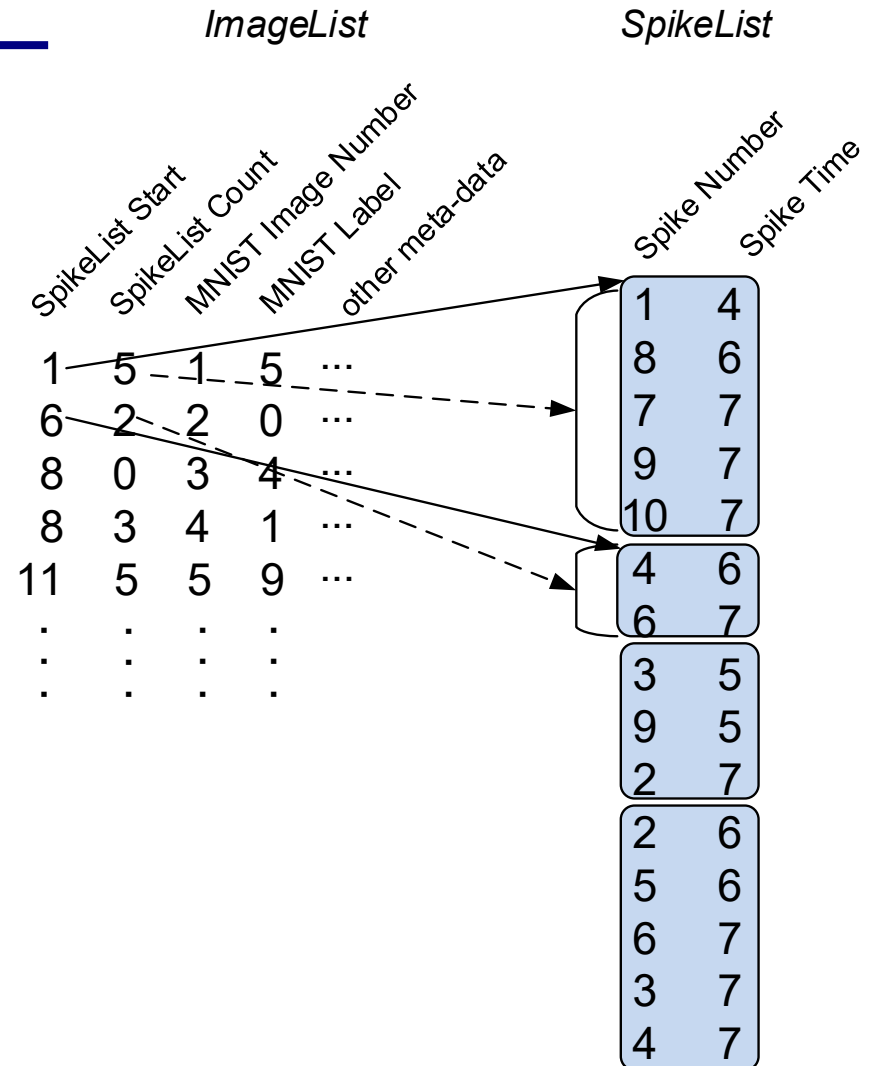 ImageList SpikeList
SpikeList Start
SpikeList Count
MNIST Image Number
MNIST Label
other meta-data
Spike Number
Spike Time
1 5 1 5 ...
6 2 2 0 ...
8 0 3 4 ...
8 3 4 1 ...
11 5 5 9 ...
. . . .
. . . .
. . . .
1 4
8 6
7 7
9 7
10 7
4 6
6 7
3 5
9 5
2 7
2 6
5 6
6 7
3 7
4 7